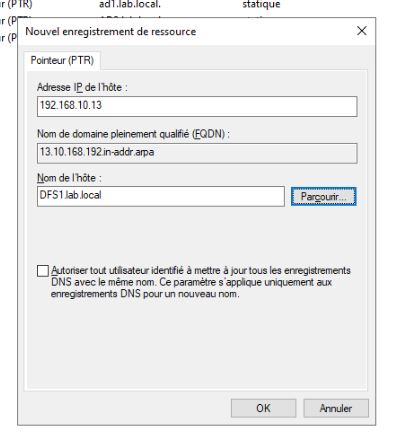 r (PTR) ad1.lab.local. statique
Nouvel enregistrement de ressource
Pointeur (PTR)
Adresse IP de l'hôte :
192.168.10.13
Nom de domaine pleinement qualifié (FQDN) :
13.10.168.192.in-addr.arpa
Nom de l'hôte :
DFS1.lab.local
Parcourir...
Autoriser tout utilisateur identifié à mettre à jour tous les enregistrements
DNS avec le même nom. Ce paramètre s'applique uniquement aux
enregistrements DNS pour un nouveau nom.
OK Annuler